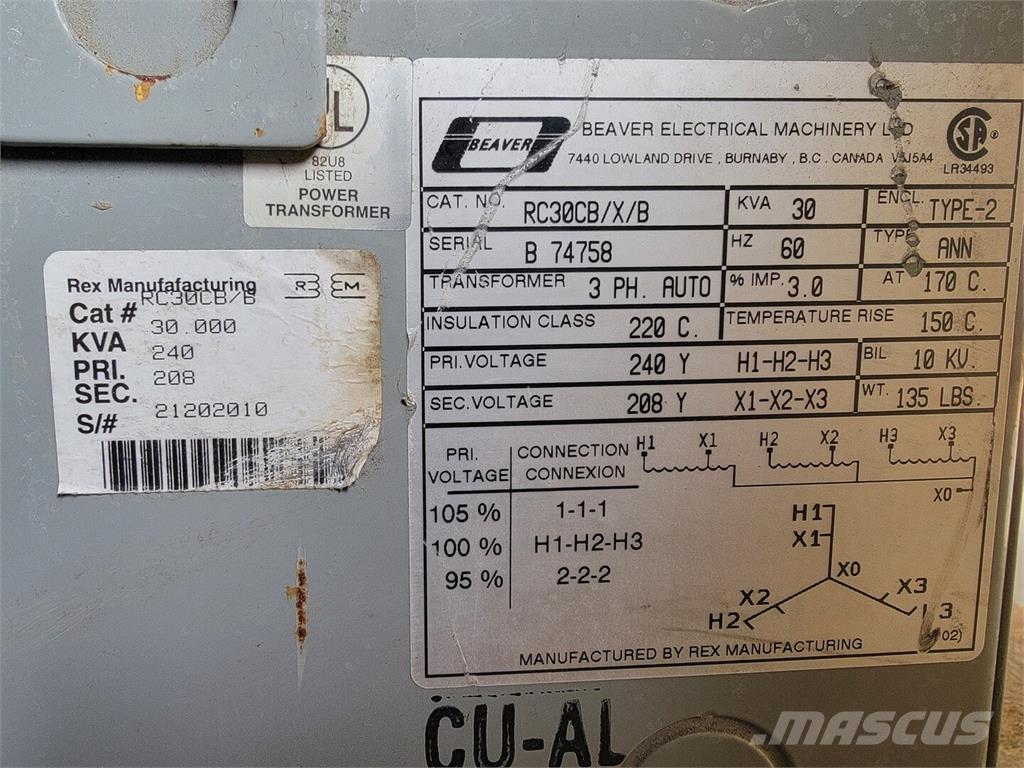 82U8
LISTED
POWER
TRANSFORMER
Rex Manufafacturing
Cat # RC30CB/B
KVA 30.000
PRI. 240
SEC. 208
S/# 21202010
BEAVER
BEAVER ELECTRICAL MACHINERY
7440 LOWLAND DRIVE , BURNABY , B.C. CANADA V5J5A4
LR34493
CAT. NO. RC30CB/X/B KVA 30 ENCL. TYPE-2
SERIAL B 74758 HZ 60 TYPE ANN
TRANSFORMER 3 PH. AUTO % IMP. 3.0 AT 170 C.
INSULATION CLASS 220 C. TEMPERATURE RISE 150 C.
PRI.VOLTAGE 240 Y H1-H2-H3 BIL 10 KV.
SEC.VOLTAGE 208 Y X1-X2-X3 WT. 135 LBS.
PRI. VOLTAGE CONNECTION CONNEXION
105 % 1-1-1
100 % H1-H2-H3
95 % 2-2-2
H1 X1 H2 X2 H3 X3
X0
H1
X1
X0
X2 X3
H2 3
02)
MANUFACTURED BY REX MANUFACTURING
CU-AL
MASCUS